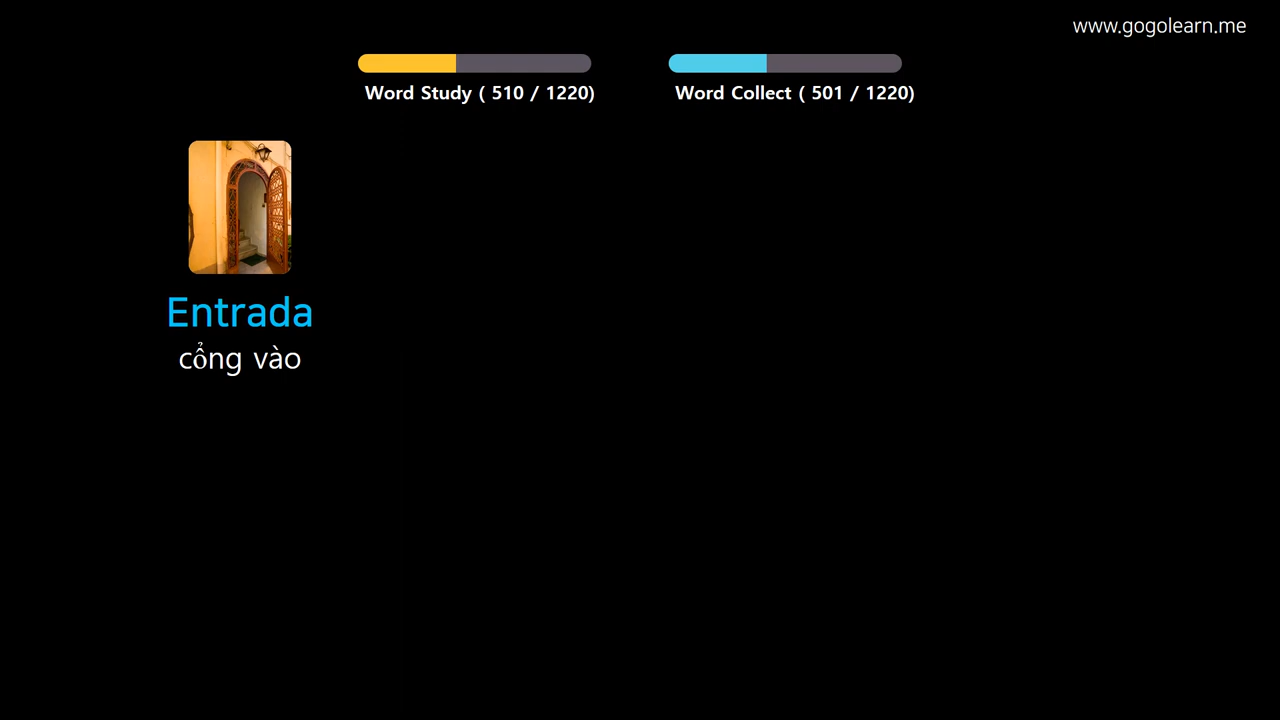 www.gogolearn.me
Word Study ( 510 / 1220)
Word Collect ( 501 / 1220)
Entrada
cổng vào